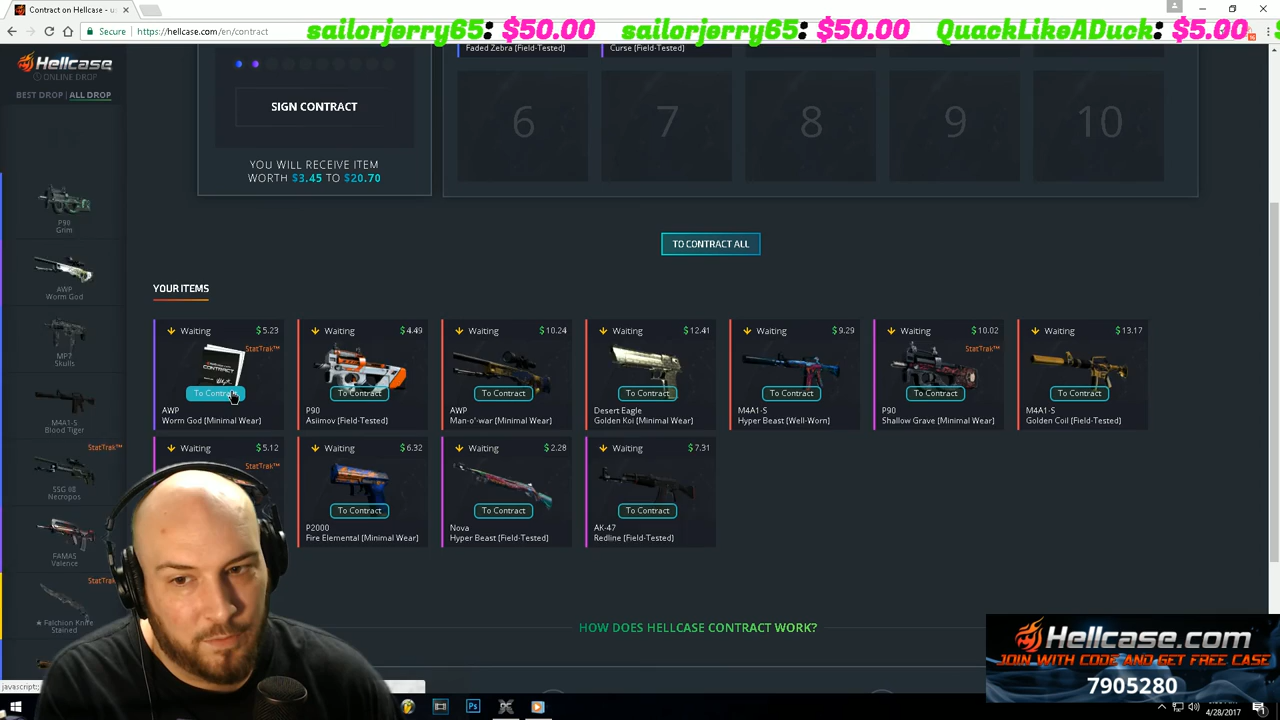 Contract on Hellcase - u
Secure
https://hellcase.com/en/contract
sailorjerry65: $50.00 sailorjerry65: $50.00 QuackLikeADuck: $5.00
Hellcase
ONLINE DROP
BEST DROP | ALL DROP
P90
Grim
AWP
Worm God
MP7
Skulls
M4A1-S
Blood Tiger
StatTrak™
SSG 08
Necropos
FAMAS
Valence
StatTrak™
★ Falchion Knife
Stained
SIGN CONTRACT
YOU WILL RECEIVE ITEM
WORTH $3.45 TO $20.70
Faded Zebra (Field-Tested)
Curse (Field-Tested)
6 7 8 9 10
TO CONTRACT ALL
YOUR ITEMS
Waiting $5.23
StatTrak™
CONTRACT
To Contract
AWP
Worm God (Minimal Wear)
Waiting $4.49
To Contract
P90
Asiimov (Field-Tested)
Waiting $10.24
To Contract
AWP
Man-o'-war (Minimal Wear)
Waiting $12.41
To Contract
Desert Eagle
Golden Koi (Minimal Wear)
Waiting $9.29
To Contract
M4A1-S
Hyper Beast (Well-Worn)
Waiting $10.02
StatTrak™
To Contract
P90
Shallow Grave (Minimal Wear)
Waiting $13.17
To Contract
M4A1-S
Golden Coil (Field-Tested)
Waiting $5.12
StatTrak™
Waiting $6.32
To Contract
P2000
Fire Elemental (Minimal Wear)
Waiting $2.28
To Contract
Nova
Hyper Beast (Field-Tested)
Waiting $7.31
To Contract
AK-47
Redline (Field-Tested)
HOW DOES HELLCASE CONTRACT WORK?
Hellcase.com
JOIN WITH CODE AND GET FREE CASE
7905280
javascript:;
Ps
4/28/2017